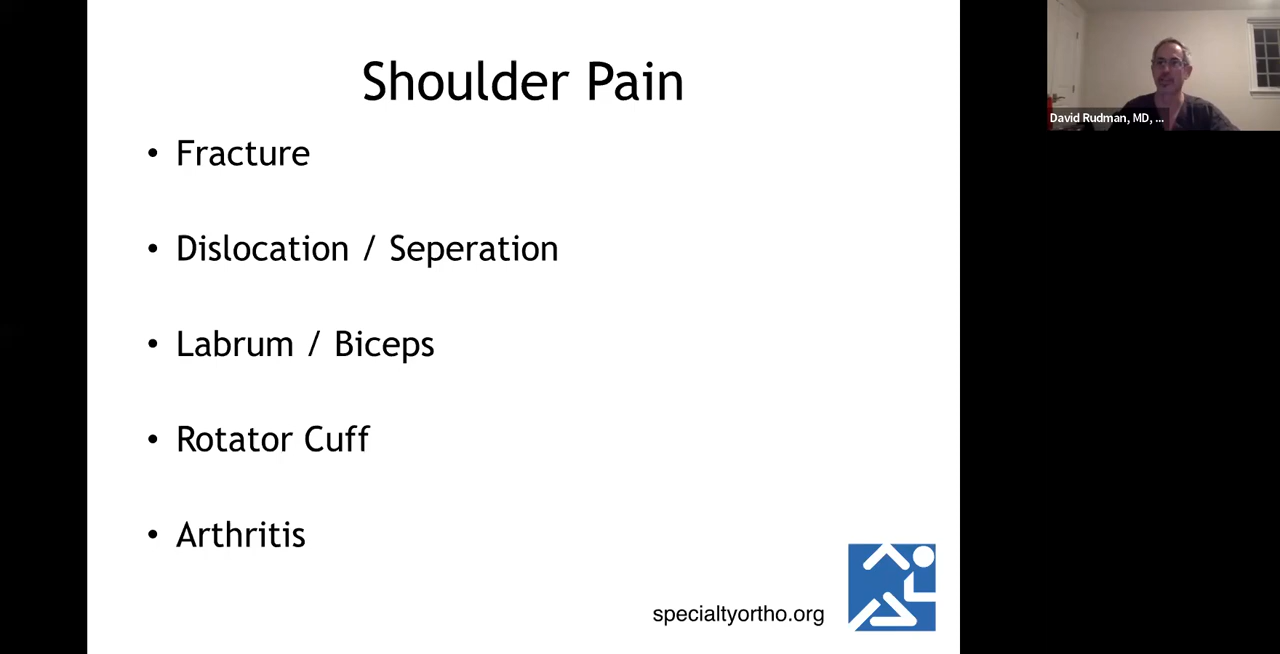 Shoulder Pain
• Fracture
• Dislocation / Seperation
• Labrum / Biceps
• Rotator Cuff
• Arthritis
specialtyortho.org
David Rudman, MD, ...